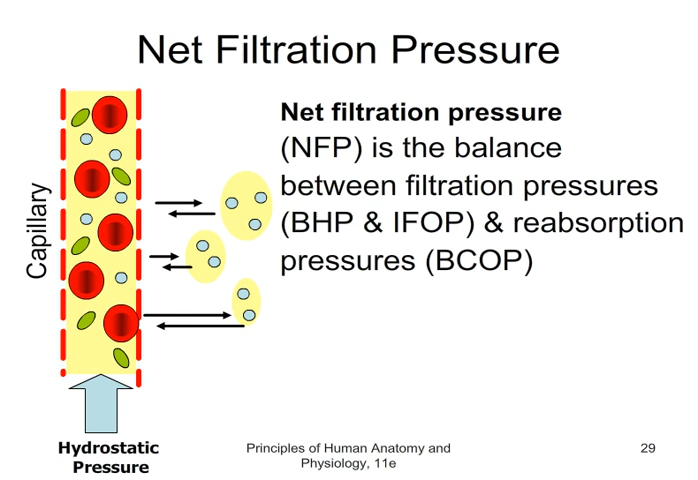 Net Filtration Pressure
Net filtration pressure
(NFP) is the balance
between filtration pressures
(BHP & IFOP) & reabsorption
pressures (BCOP)
Capillary
Hydrostatic
Pressure
Principles of Human Anatomy and
Physiology, 11e
29